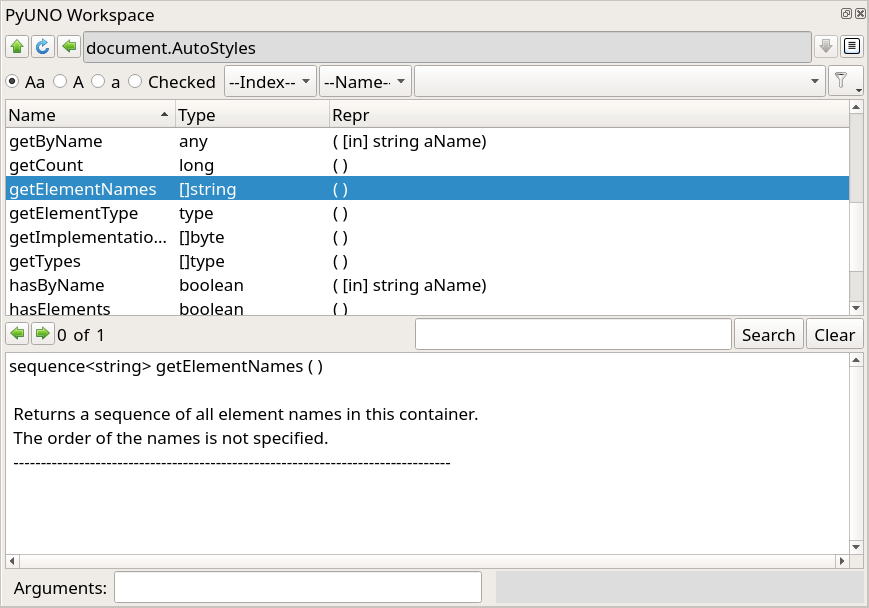 PyUNO Workspace
document.AutoStyles
Aa A a Checked --Index-- --Name-
Name Type Repr
getByName any ( [in] string aName)
getCount long ( )
getElementNames []string ( )
getElementType type ( )
getImplementatio... []byte ( )
getTypes []type ( )
hasByName boolean ( [in] string aName)
hasElements boolean ( )
0 of 1 Search Clear
sequence<string> getElementNames ( )
Returns a sequence of all element names in this container.
The order of the names is not specified.
--------------------------------------------------------------------------------
Arguments: